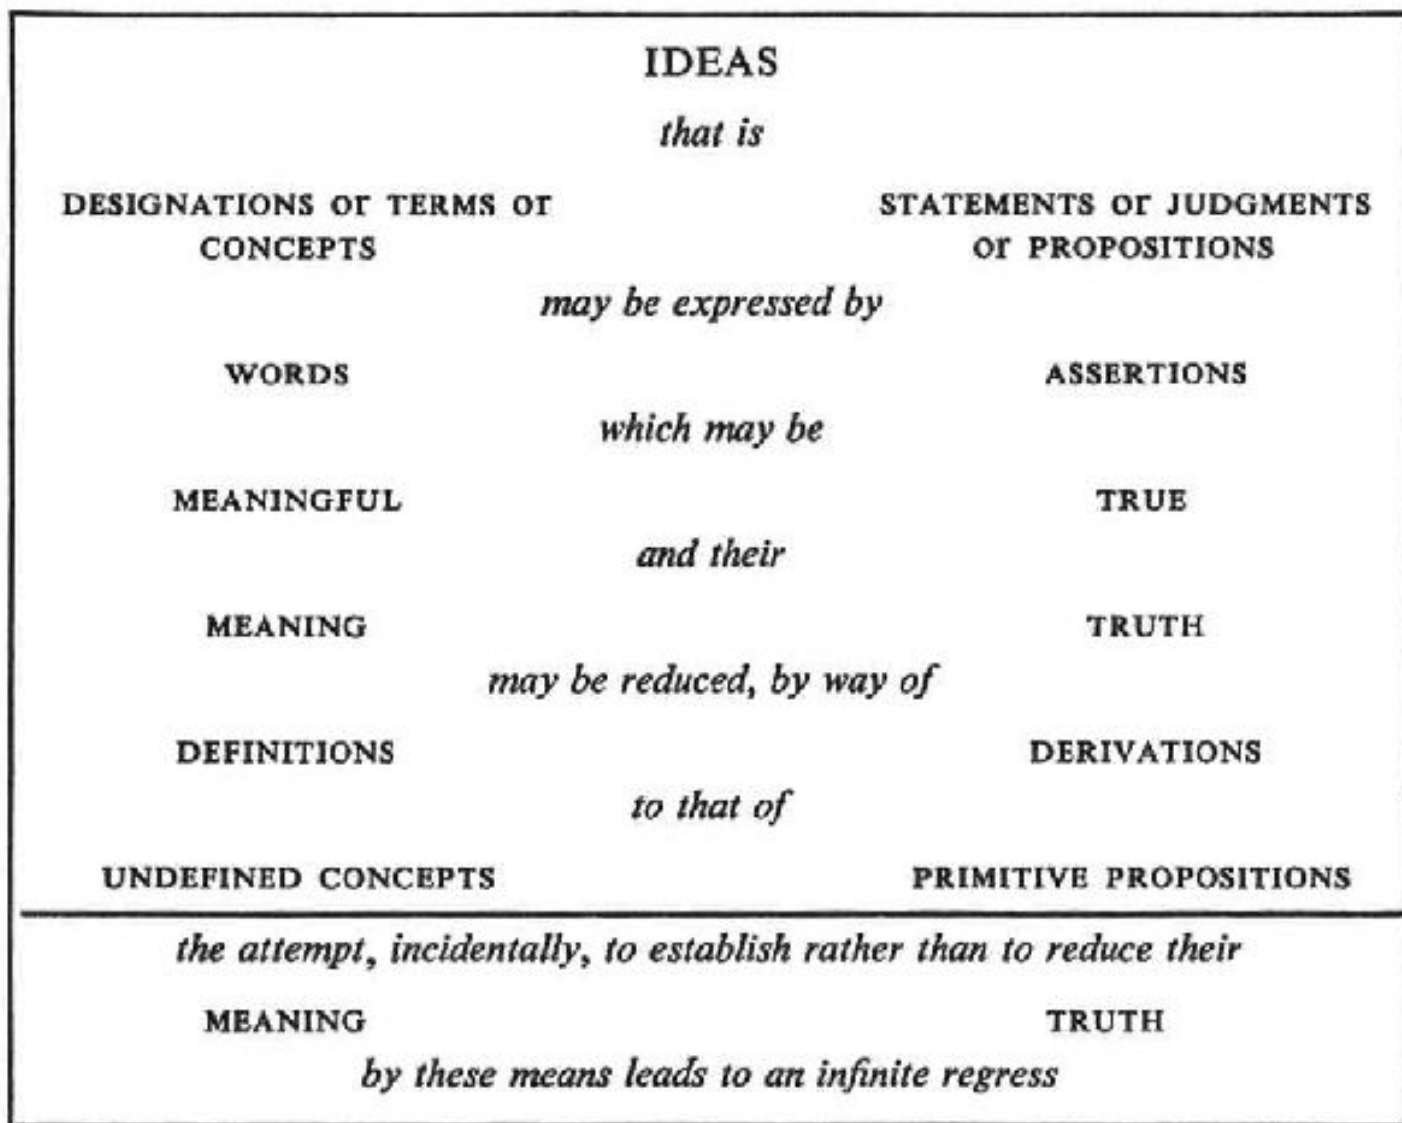 IDEAS
that is
DESIGNATIONS or TERMS or STATEMENTS or JUDGMENTS
CONCEPTS or PROPOSITIONS
may be expressed by
WORDS ASSERTIONS
which may be
MEANINGFUL TRUE
and their
MEANING TRUTH
may be reduced, by way of
DEFINITIONS DERIVATIONS
to that of
UNDEFINED CONCEPTS PRIMITIVE PROPOSITIONS
the attempt, incidentally, to establish rather than to reduce their
MEANING TRUTH
by these means leads to an infinite regress